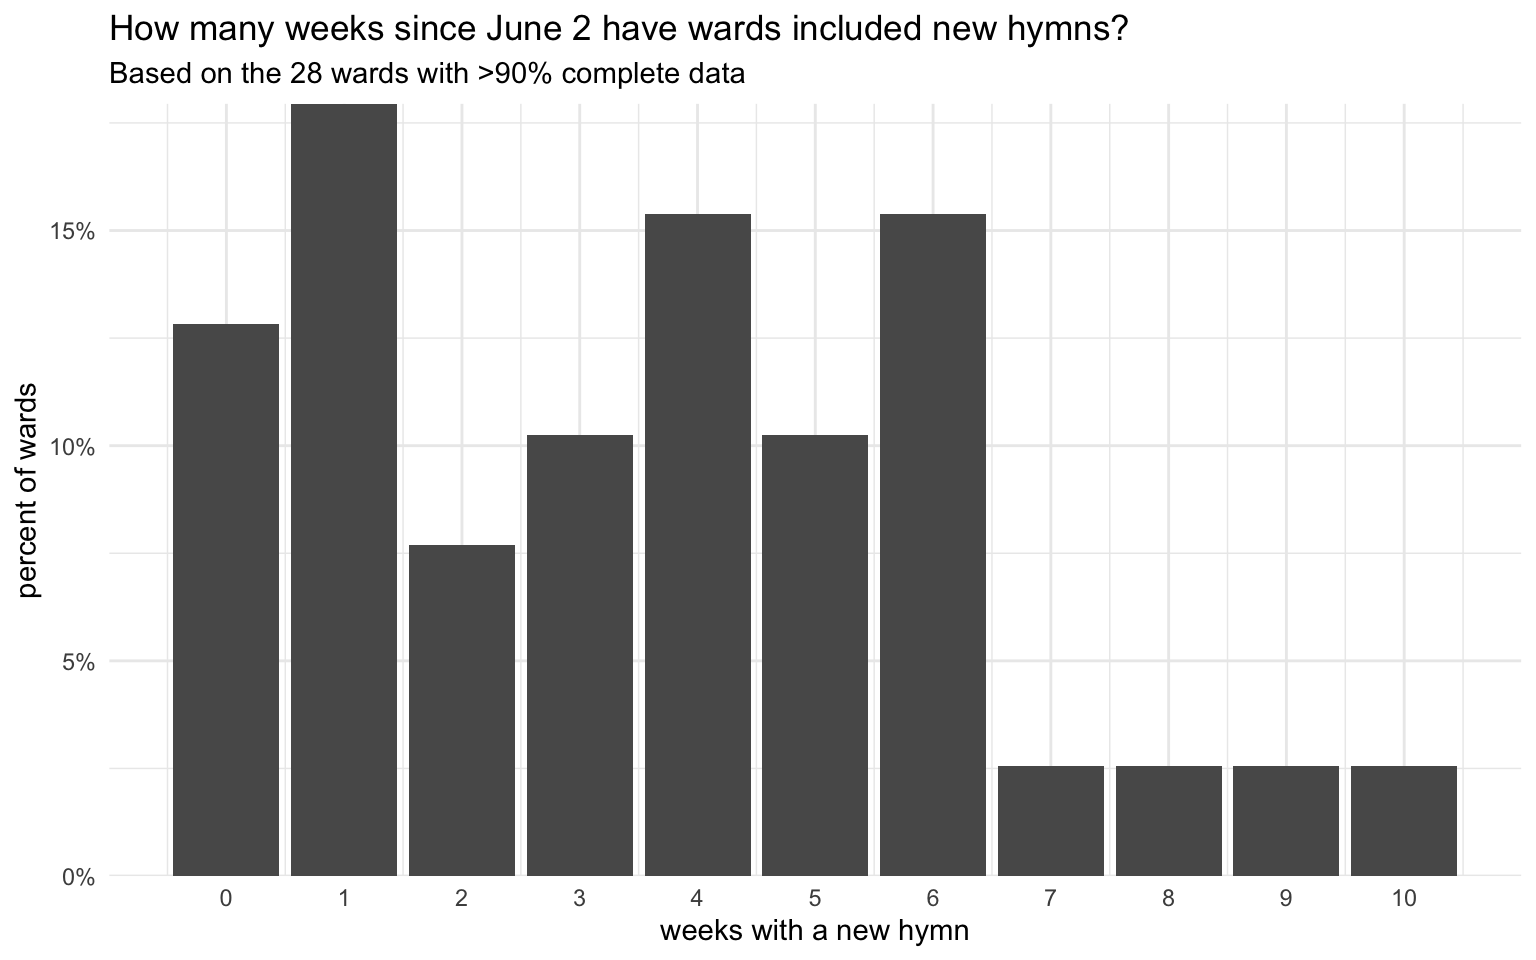 How many weeks since June 2 have wards included new hymns?
Based on the 28 wards with >90% complete data
percent of wards
15%
10%
5%
0%
0 1 2 3 4 5 6 7 8 9 10
weeks with a new hymn